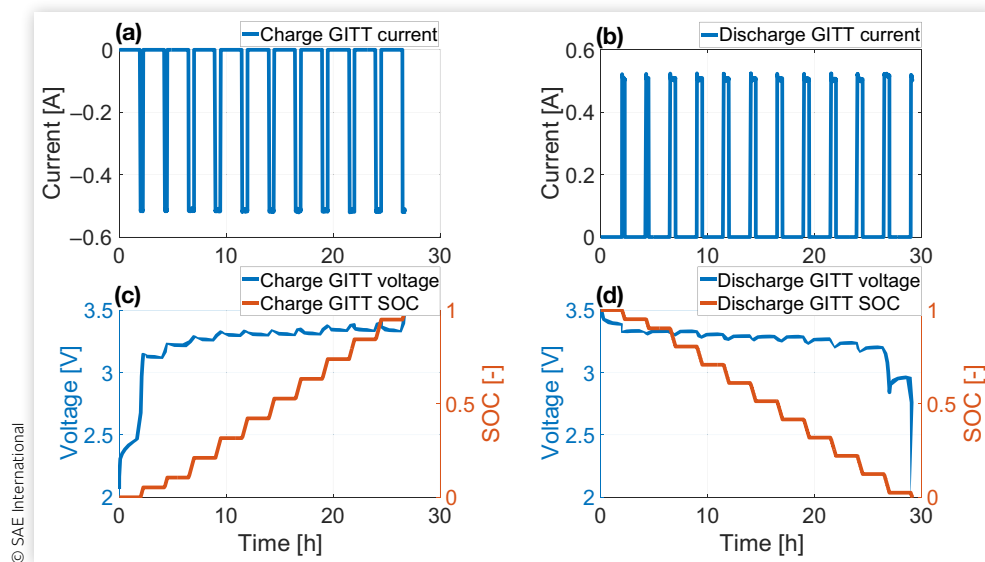 (a)
Charge GITT current
0
−0.2
−0.4
−0.6
Current [A]
0
10
20
30
(b)
Discharge GITT current
0.6
0.4
0.2
0
Current [A]
0
10
20
30
(c)
Charge GITT voltage
Charge GITT SOC
3.5
3
2.5
2
Voltage [V]
1
0.5
0
SOC [-]
0
10
20
30
Time [h]
(d)
Discharge GITT voltage
Discharge GITT SOC
3.5
3
2.5
2
Voltage [V]
1
0.5
0
SOC [-]
0
10
20
30
Time [h]
© SAE International